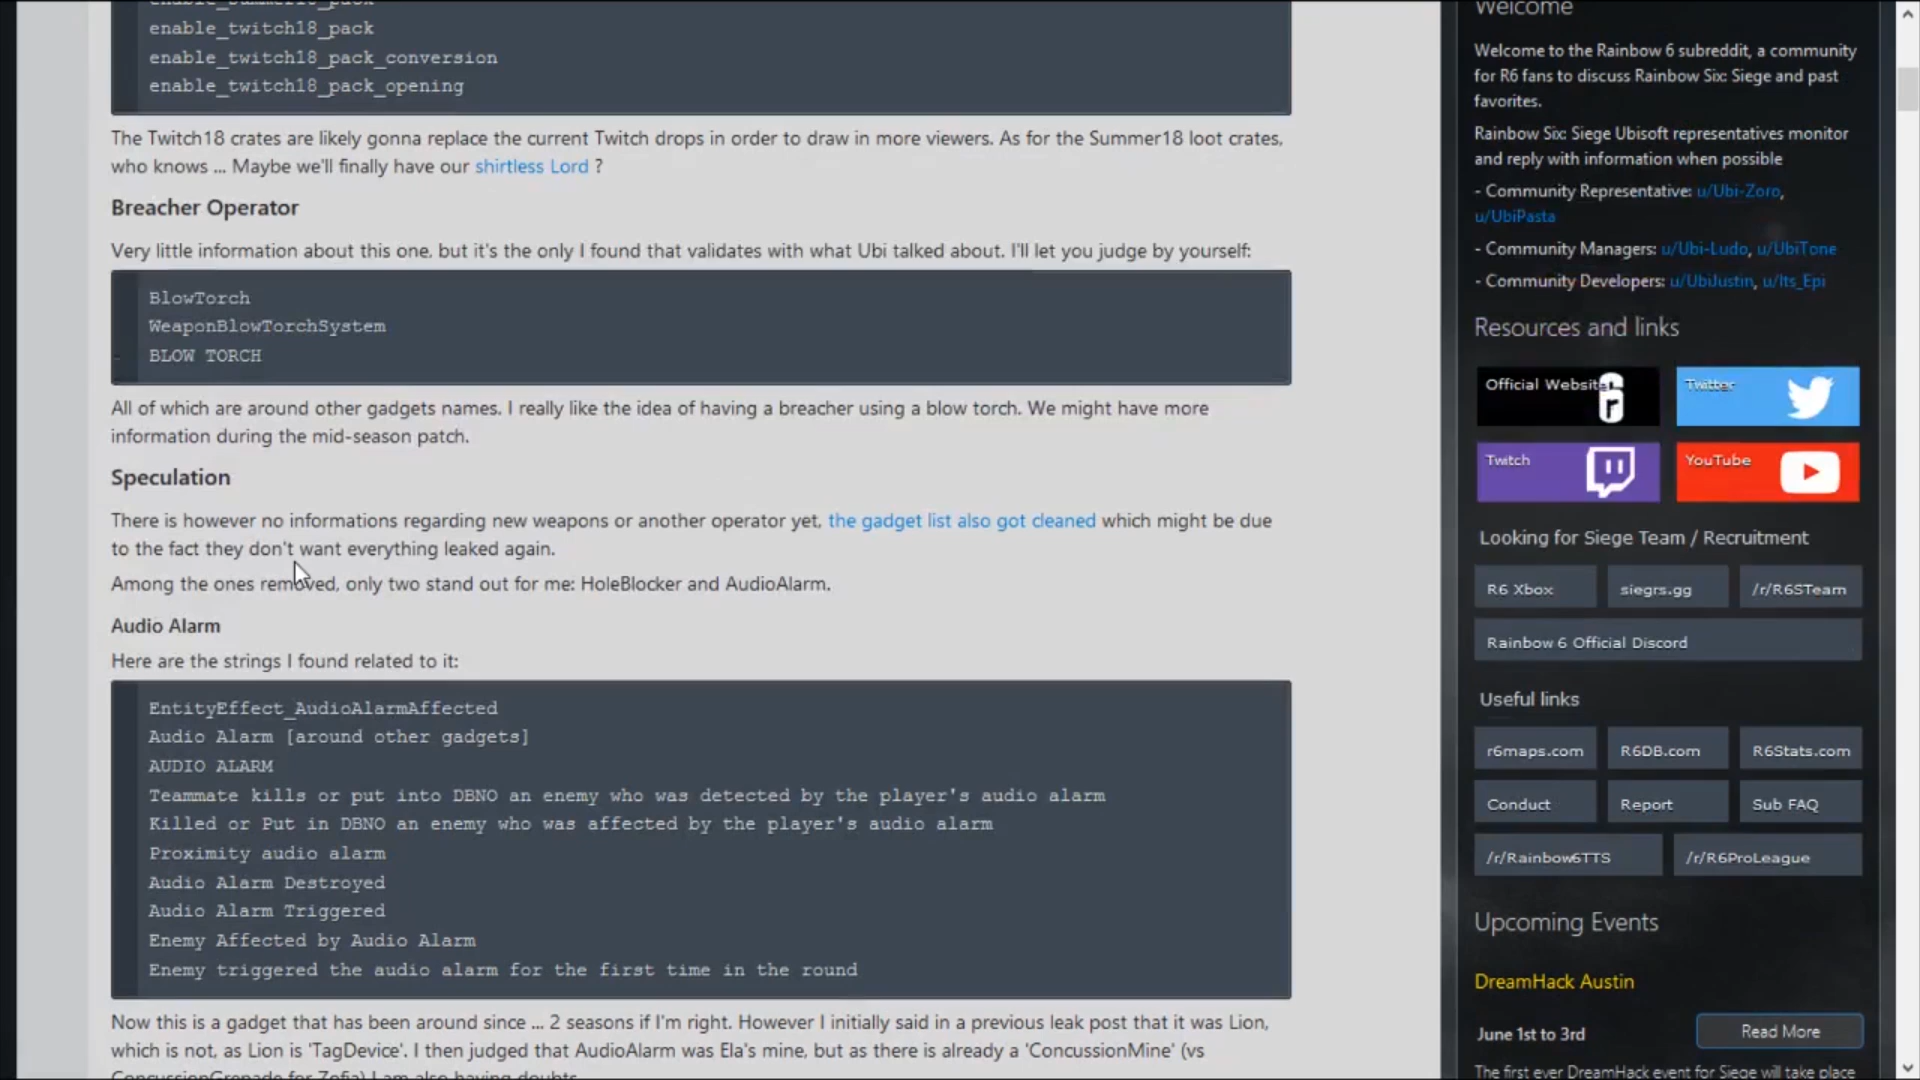 enable_summer18_pack
enable_twitch18_pack
enable_twitch18_pack_conversion
enable_twitch18_pack_opening
The Twitch18 crates are likely gonna replace the current Twitch drops in order to draw in more viewers. As for the Summer18 loot crates,
who knows ... Maybe we'll finally have our shirtless Lord ?
Breacher Operator
Very little information about this one, but it's the only I found that validates with what Ubi talked about. I'll let you judge by yourself:
BlowTorch
WeaponBlowTorchSystem
BLOW TORCH
All of which are around other gadgets names. I really like the idea of having a breacher using a blow torch. We might have more
information during the mid-season patch.
Speculation
There is however no informations regarding new weapons or another operator yet, the gadget list also got cleaned which might be due
to the fact they don't want everything leaked again.
Among the ones removed, only two stand out for me: HoleBlocker and AudioAlarm.
Audio Alarm
Here are the strings I found related to it:
EntityEffect_AudioAlarmAffected
Audio Alarm [around other gadgets]
AUDIO ALARM
Teammate kills or put into DBNO an enemy who was detected by the player's audio alarm
Killed or Put in DBNO an enemy who was affected by the player's audio alarm
Proximity audio alarm
Audio Alarm Destroyed
Audio Alarm Triggered
Enemy Affected by Audio Alarm
Enemy triggered the audio alarm for the first time in the round
Now this is a gadget that has been around since ... 2 seasons if I'm right. However I initially said in a previous leak post that it was Lion,
which is not, as Lion is 'TagDevice'. I then judged that AudioAlarm was Ela's mine, but as there is already a 'ConcussionMine' (vs
ConcussionGrenade for Zofia) I am also having doubts
Welcome
Welcome to the Rainbow 6 subreddit, a community
for R6 fans to discuss Rainbow Six: Siege and past
favorites.
Rainbow Six: Siege Ubisoft representatives monitor
and reply with information when possible
- Community Representative: u/Ubi-Zoro,
u/UbiPasta
- Community Managers: u/Ubi-Ludo, u/UbiTone
- Community Developers: u/UbiJustin, u/Its_Epi
Resources and links
Official Website
Twitter
Twitch
YouTube
Looking for Siege Team / Recruitment
R6 Xbox
siegrs.gg
/r/R6STeam
Rainbow 6 Official Discord
Useful links
r6maps.com
R6DB.com
R6Stats.com
Conduct
Report
Sub FAQ
/r/Rainbow6TTS
/r/R6ProLeague
Upcoming Events
DreamHack Austin
June 1st to 3rd
Read More
The first ever DreamHack event for Siege will take place